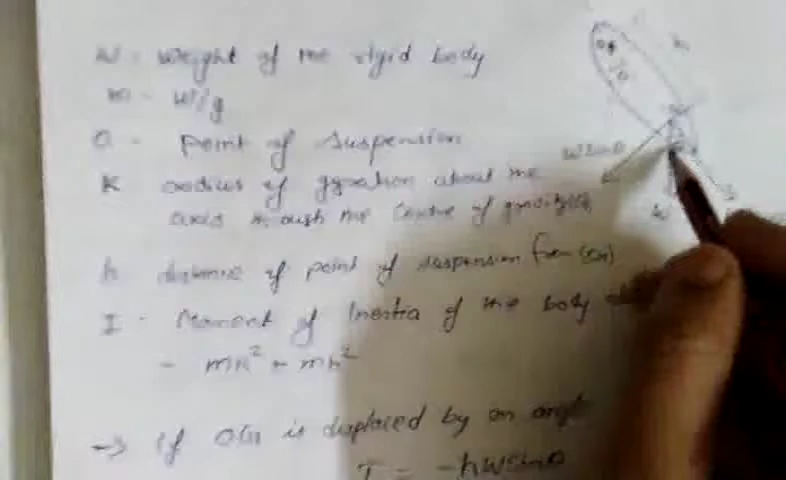 W - weight of the rigid body
m - W/g
O - point of suspension
K radius of gyration about the
axis through the centre of gravity(G)
h distance of point of suspension from (G)
I - Moment of Inertia of the body
= mk² + mh²
→ If OG is displaced by an angle
T = -hWsinθ
Wsinθ
W